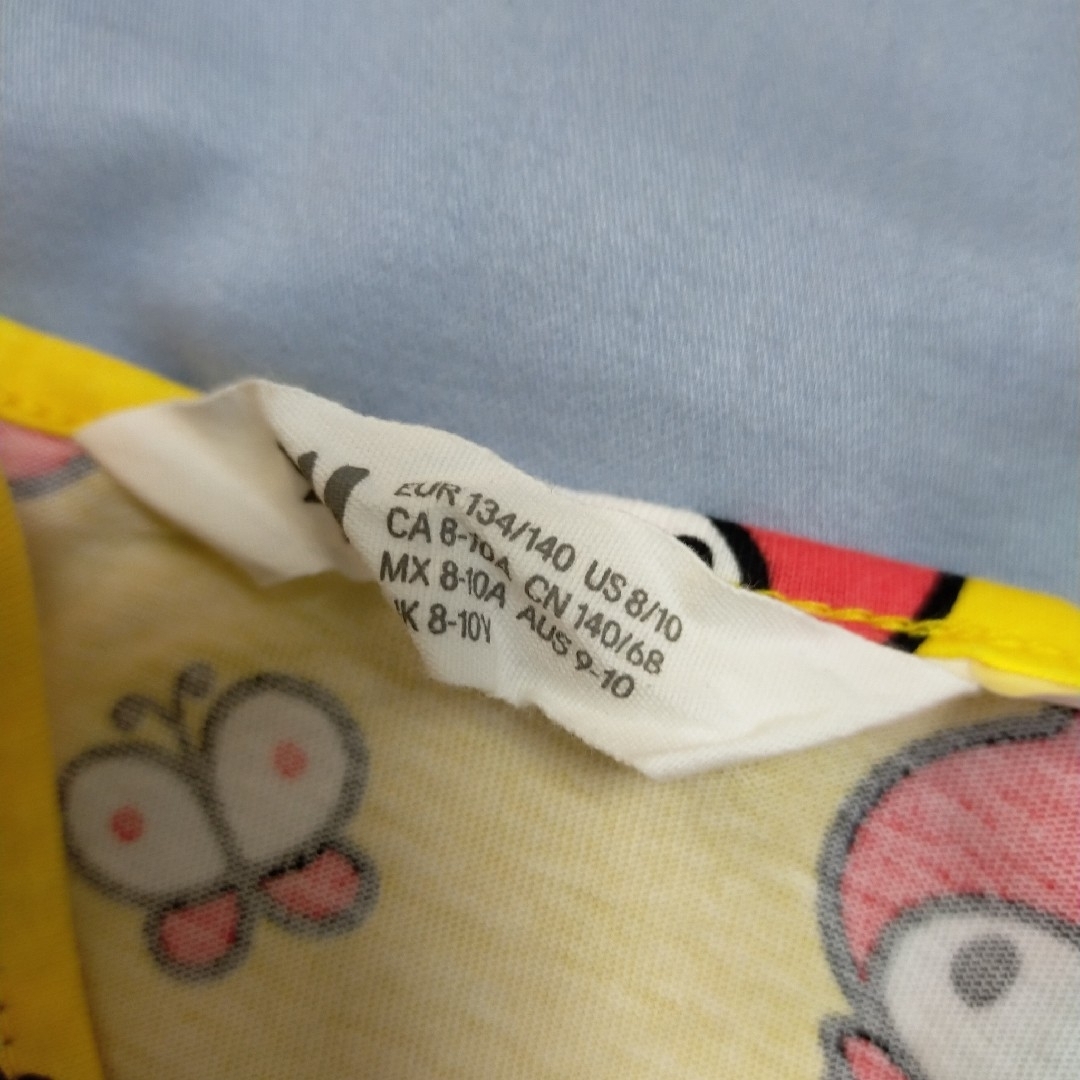 EUR 134/140 US 8/10
CA 8-10A CN 140/68
MX 8-10A AUS 9-10
8-10Y